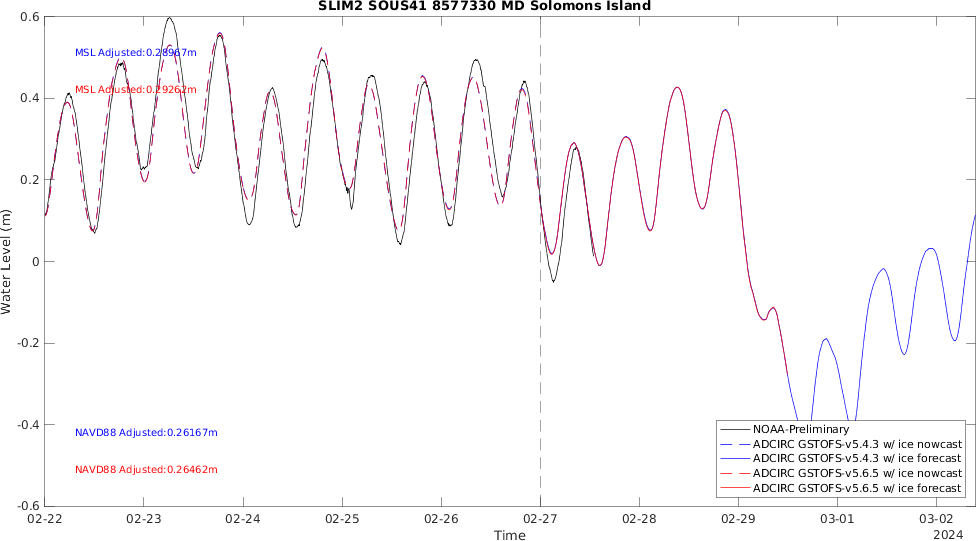 SLIM2 SOUS41 8577330 MD Solomons Island
0.6
0.4
0.2
0
-0.2
-0.4
-0.6
Water Level (m)
MSL Adjusted:0.28967m
MSL Adjusted:0.29262m
NAVD88 Adjusted:0.26167m
NAVD88 Adjusted:0.26462m
NOAA-Preliminary
ADCIRC GSTOFS-v5.4.3 w/ ice nowcast
ADCIRC GSTOFS-v5.4.3 w/ ice forecast
ADCIRC GSTOFS-v5.6.5 w/ ice nowcast
ADCIRC GSTOFS-v5.6.5 w/ ice forecast
02-22 02-23 02-24 02-25 02-26 02-27 02-28 02-29 03-01 03-02
Time
2024